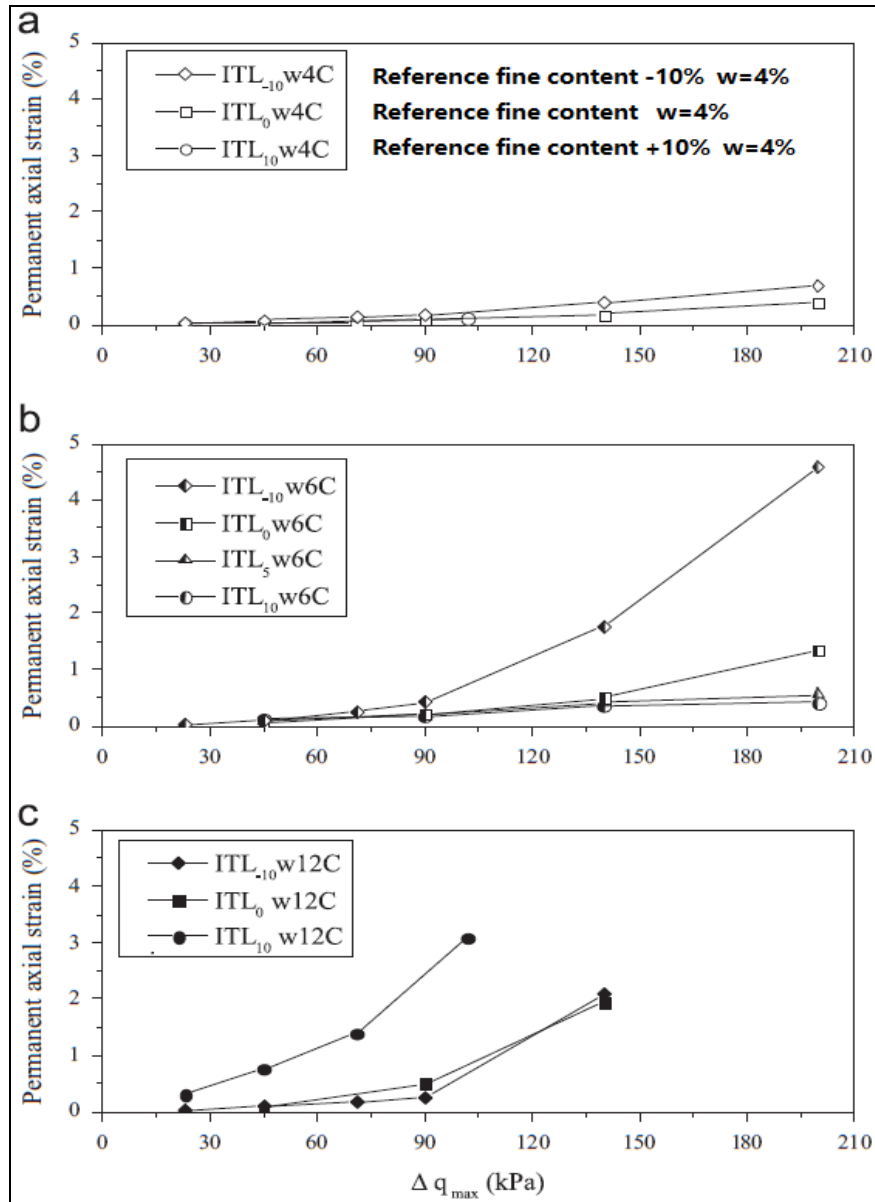 a
Permanent axial strain (%)
5
4
3
2
1
0
ITL-10w4C Reference fine content -10% w=4%
ITL0w4C Reference fine content w=4%
ITL10w4C Reference fine content +10% w=4%
0 30 60 90 120 150 180 210
b
Permanent axial strain (%)
5
4
3
2
1
0
ITL-10w6C
ITL0w6C
ITL5w6C
ITL10w6C
0 30 60 90 120 150 180 210
c
Permanent axial strain (%)
5
4
3
2
1
0
ITL-10w12C
ITL0 w12C
ITL10 w12C
0 30 60 90 120 150 180 210
Δ qmax (kPa)